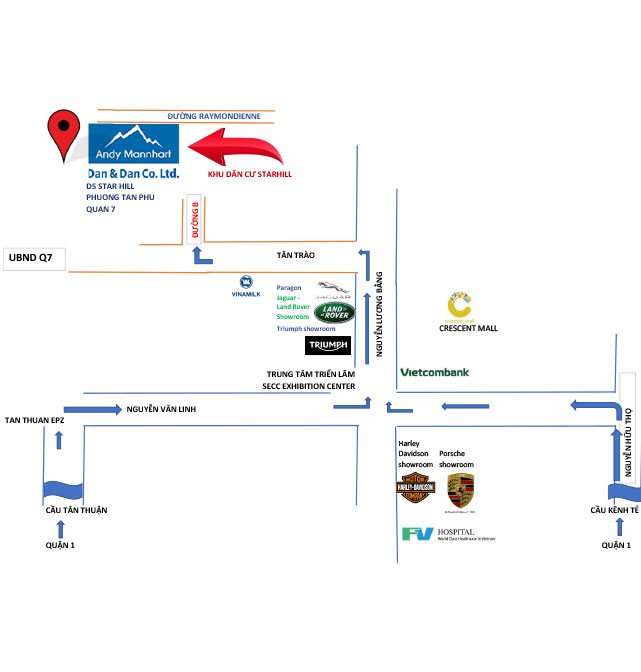 ĐƯỜNG RAYMONDIENNE
Andy Mannhart
Dan & Dan Co. Ltd.
D5 STAR HILL
PHUONG TAN PHU
QUAN 7
KHU DÂN CƯ STARHILL
ĐƯỜNG B
UBND Q7
TÂN TRÀO
VINAMILK
Paragon
Jaguar -
Land Rover
Showroom
Triumph showroom
JAGUAR
LAND-
ROVER
TRIUMPH
NGUYỄN LƯƠNG BẰNG
crescent mall
CRESCENT MALL
TRUNG TÂM TRIỂN LÃM
SECC EXHIBITION CENTER
Vietcombank
NGUYỄN VĂN LINH
TAN THUAN EPZ
NGUYỄN HỮU THỌ
Harley
Davidson
showroom
Porsche
showroom
MOTOR
HARLEY-DAVIDSON
COMPANY
CẦU TÂN THUẬN
CẦU KÊNH TẺ
FV HOSPITAL
World Class Healthcare in Vietnam
QUẬN 1
QUẬN 1